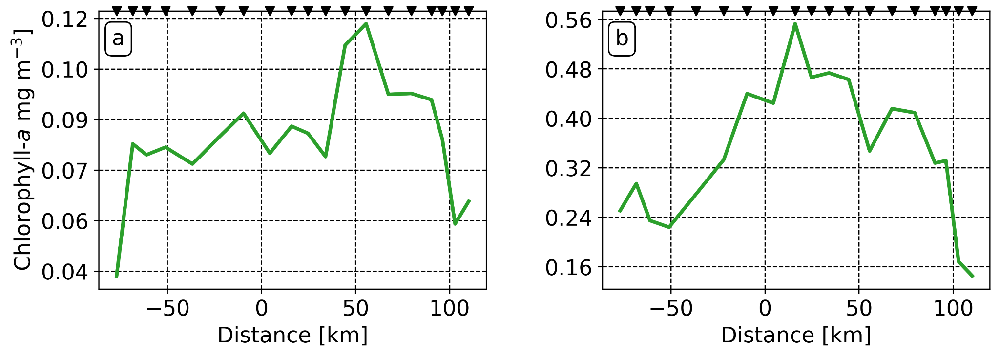 a
Chlorophyll-a mg m⁻³]
0.12
0.10
0.09
0.07
0.06
0.04
−50 0 50 100
Distance [km]
b
0.56
0.48
0.40
0.32
0.24
0.16
−50 0 50 100
Distance [km]